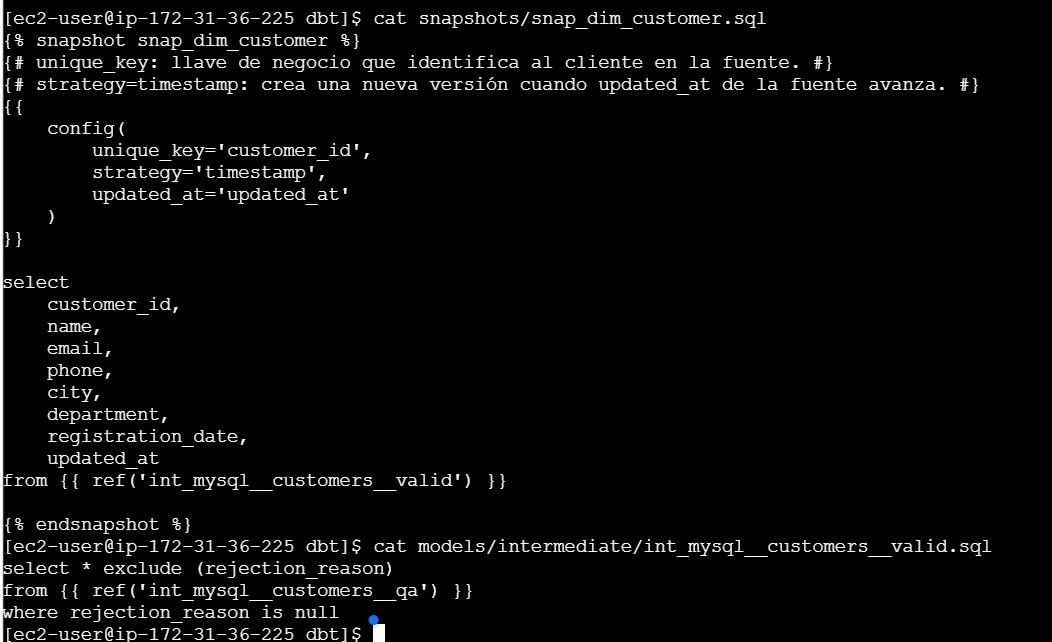 [ec2-user@ip-172-31-36-225 dbt]$ cat snapshots/snap_dim_customer.sql
{% snapshot snap_dim_customer %}
{# unique_key: llave de negocio que identifica al cliente en la fuente. #}
{# strategy=timestamp: crea una nueva versión cuando updated_at de la fuente avanza. #}
{{
    config(
        unique_key='customer_id',
        strategy='timestamp',
        updated_at='updated_at'
    )
}}

select
    customer_id,
    name,
    email,
    phone,
    city,
    department,
    registration_date,
    updated_at
from {{ ref('int_mysql__customers__valid') }}

{% endsnapshot %}
[ec2-user@ip-172-31-36-225 dbt]$ cat models/intermediate/int_mysql__customers__valid.sql
select * exclude (rejection_reason)
from {{ ref('int_mysql__customers__qa') }}
where rejection_reason is null
[ec2-user@ip-172-31-36-225 dbt]$